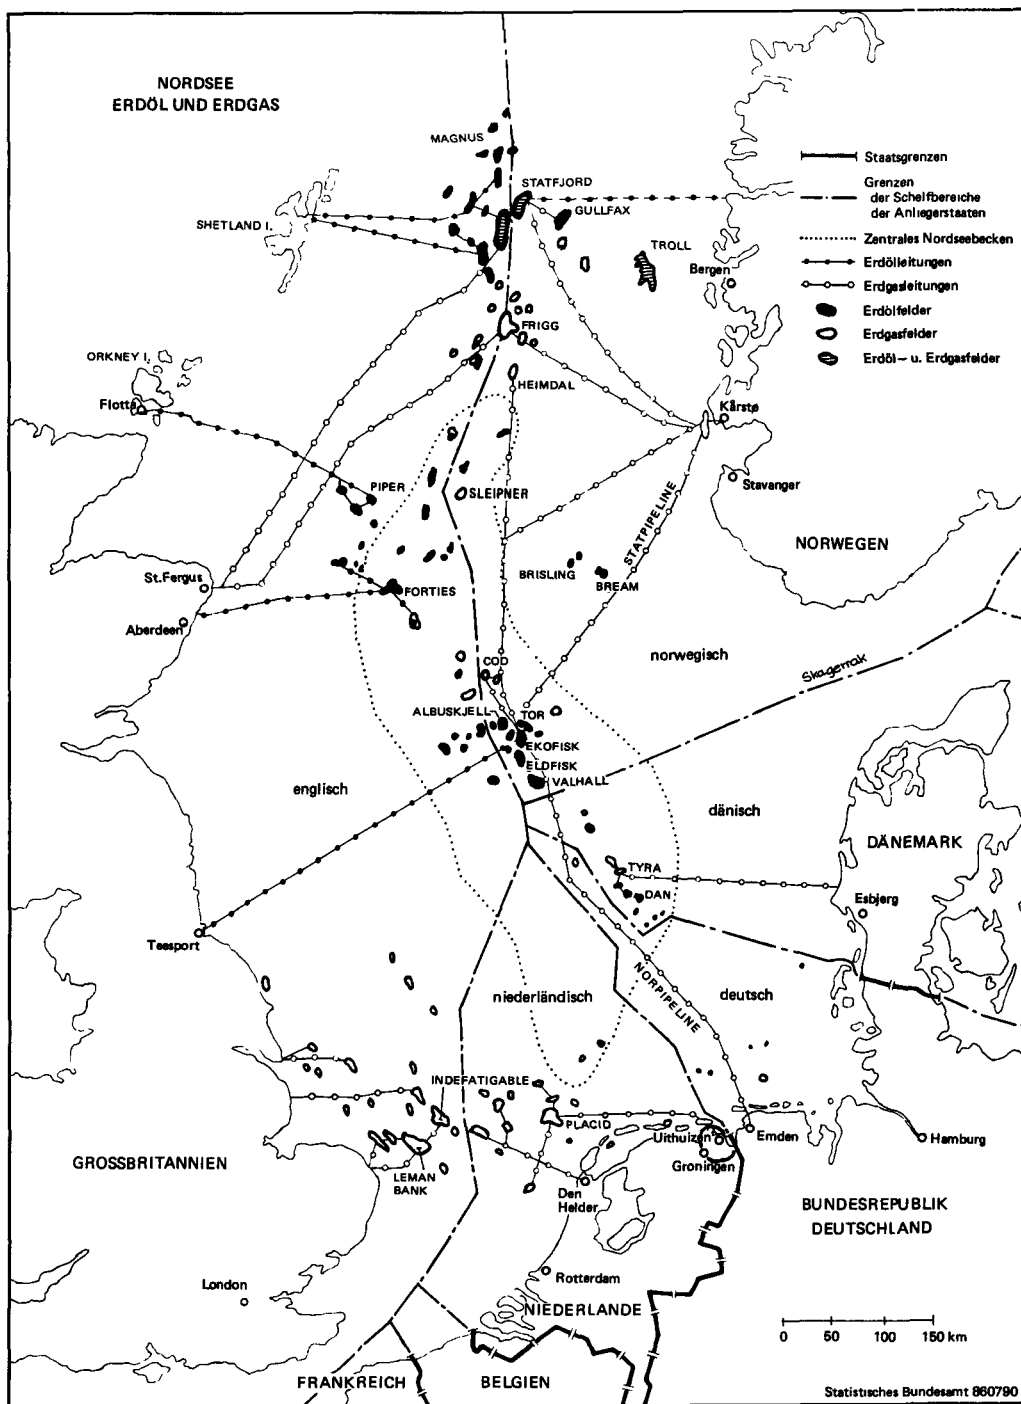 NORDSEE
ERDÖL UND ERDGAS
MAGNUS
STATFJORD
GULLFAX
SHETLAND I.
TROLL
Bergen
Staatsgrenzen
Grenzen
der Schelfbereiche
der Anliegerstaaten
Zentrales Nordseebecken
Erdölleitungen
Erdgasleitungen
Erdölfelder
Erdgasfelder
Erdöl- u. Erdgasfelder
FRIGG
ORKNEY I.
HEIMDAL
Flotta
Kårstø
PIPER
SLEIPNER
Stavanger
STATPIPELINE
NORWEGEN
BRISLING
BREAM
St. Fergus
FORTIES
Aberdeen
norwegisch
COD
Skagerrak
ALBUSKJELL
TOR
EKOFISK
ELDFISK
VALHALL
englisch
dänisch
DÄNEMARK
TYRA
DAN
Esbjerg
Teesport
niederländisch
NORPIPELINE
deutsch
INDEFATIGABLE
PLACID
Uithuizen
Emden
Hamburg
Groningen
GROSSBRITANNIEN
LEMAN
BANK
Den
Helder
BUNDESREPUBLIK
DEUTSCHLAND
London
Rotterdam
NIEDERLANDE
0 50 100 150 km
FRANKREICH
BELGIEN
Statistisches Bundesamt 860790